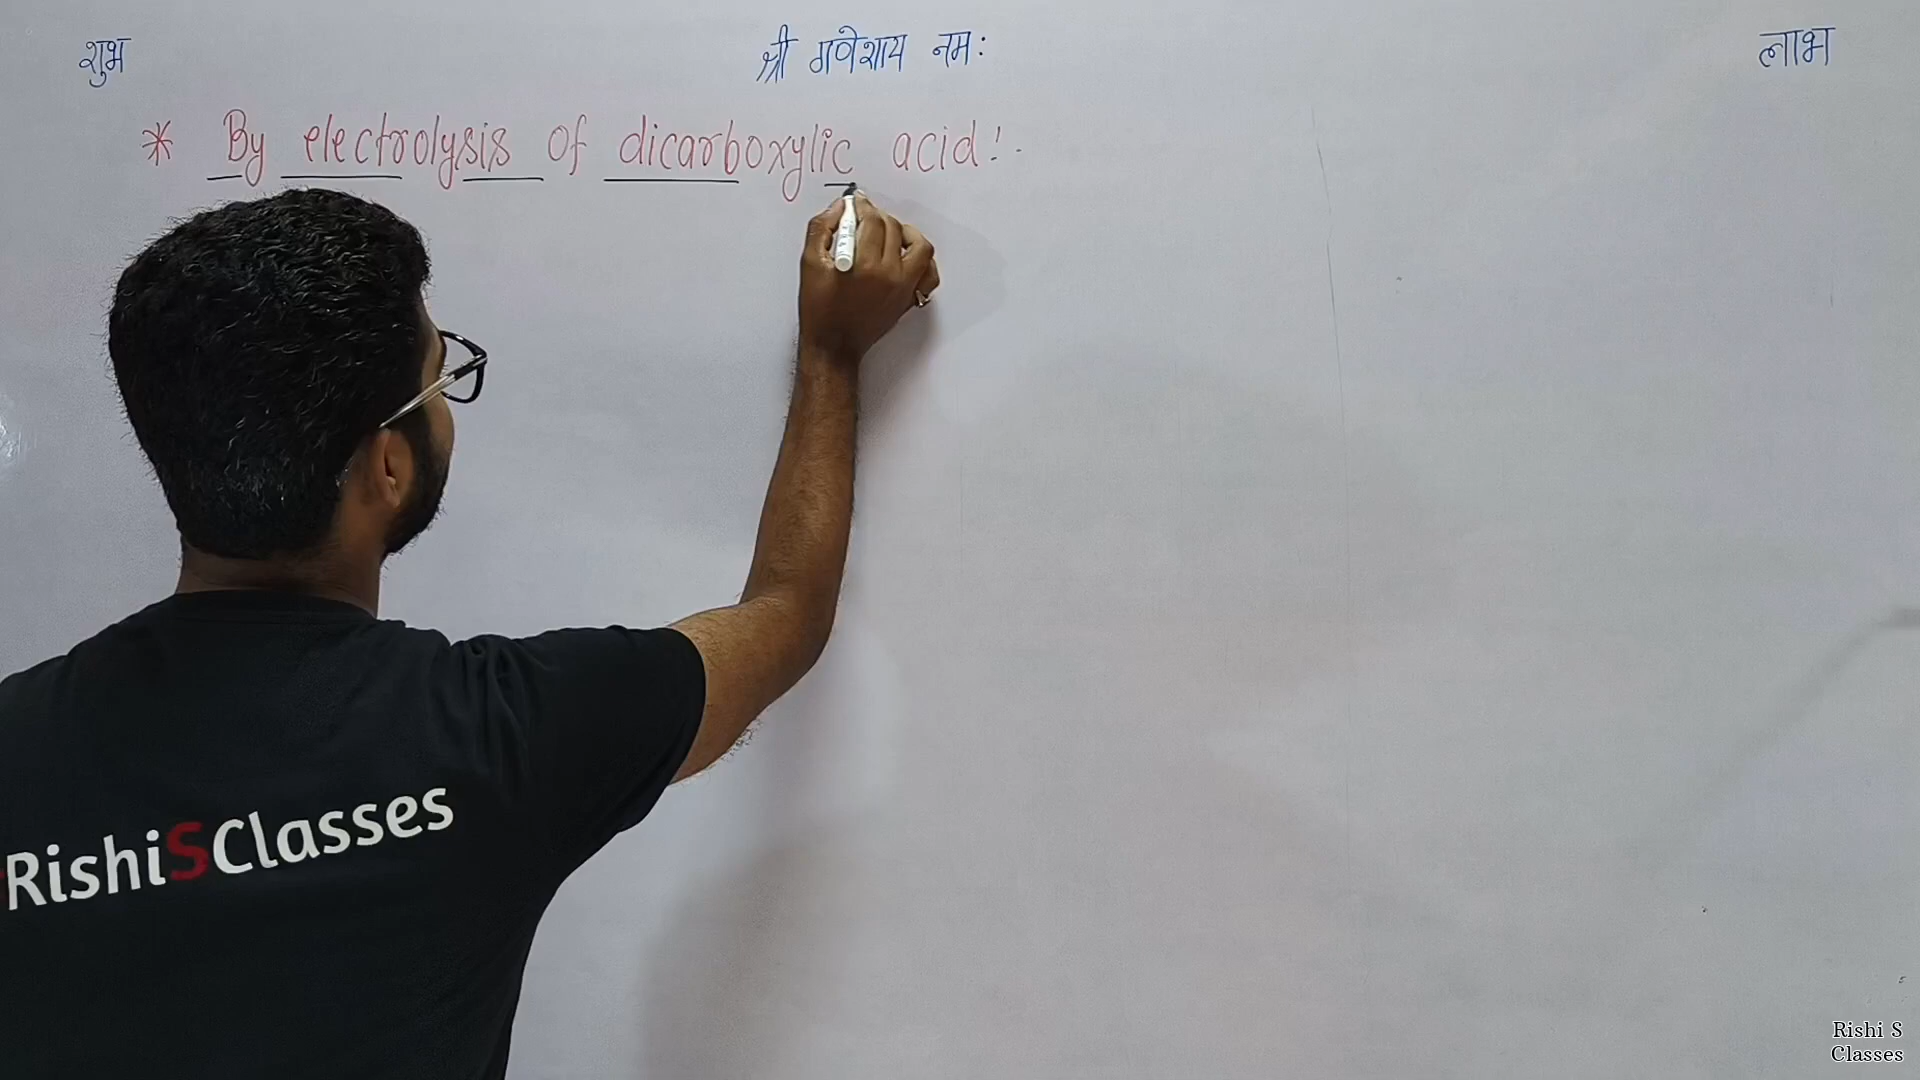 शुभ श्री गणेशाय नमः लाभ
* By electrolysis of dicarboxylic acid :-
RishiSClasses
Rishi S
Classes